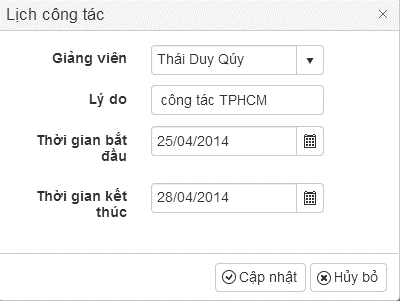 Lịch công tác
Giảng viên Thái Duy Qúy
Lý do công tác TPHCM
Thời gian bắt đầu 25/04/2014
Thời gian kết thúc 28/04/2014
Cập nhật Hủy bỏ